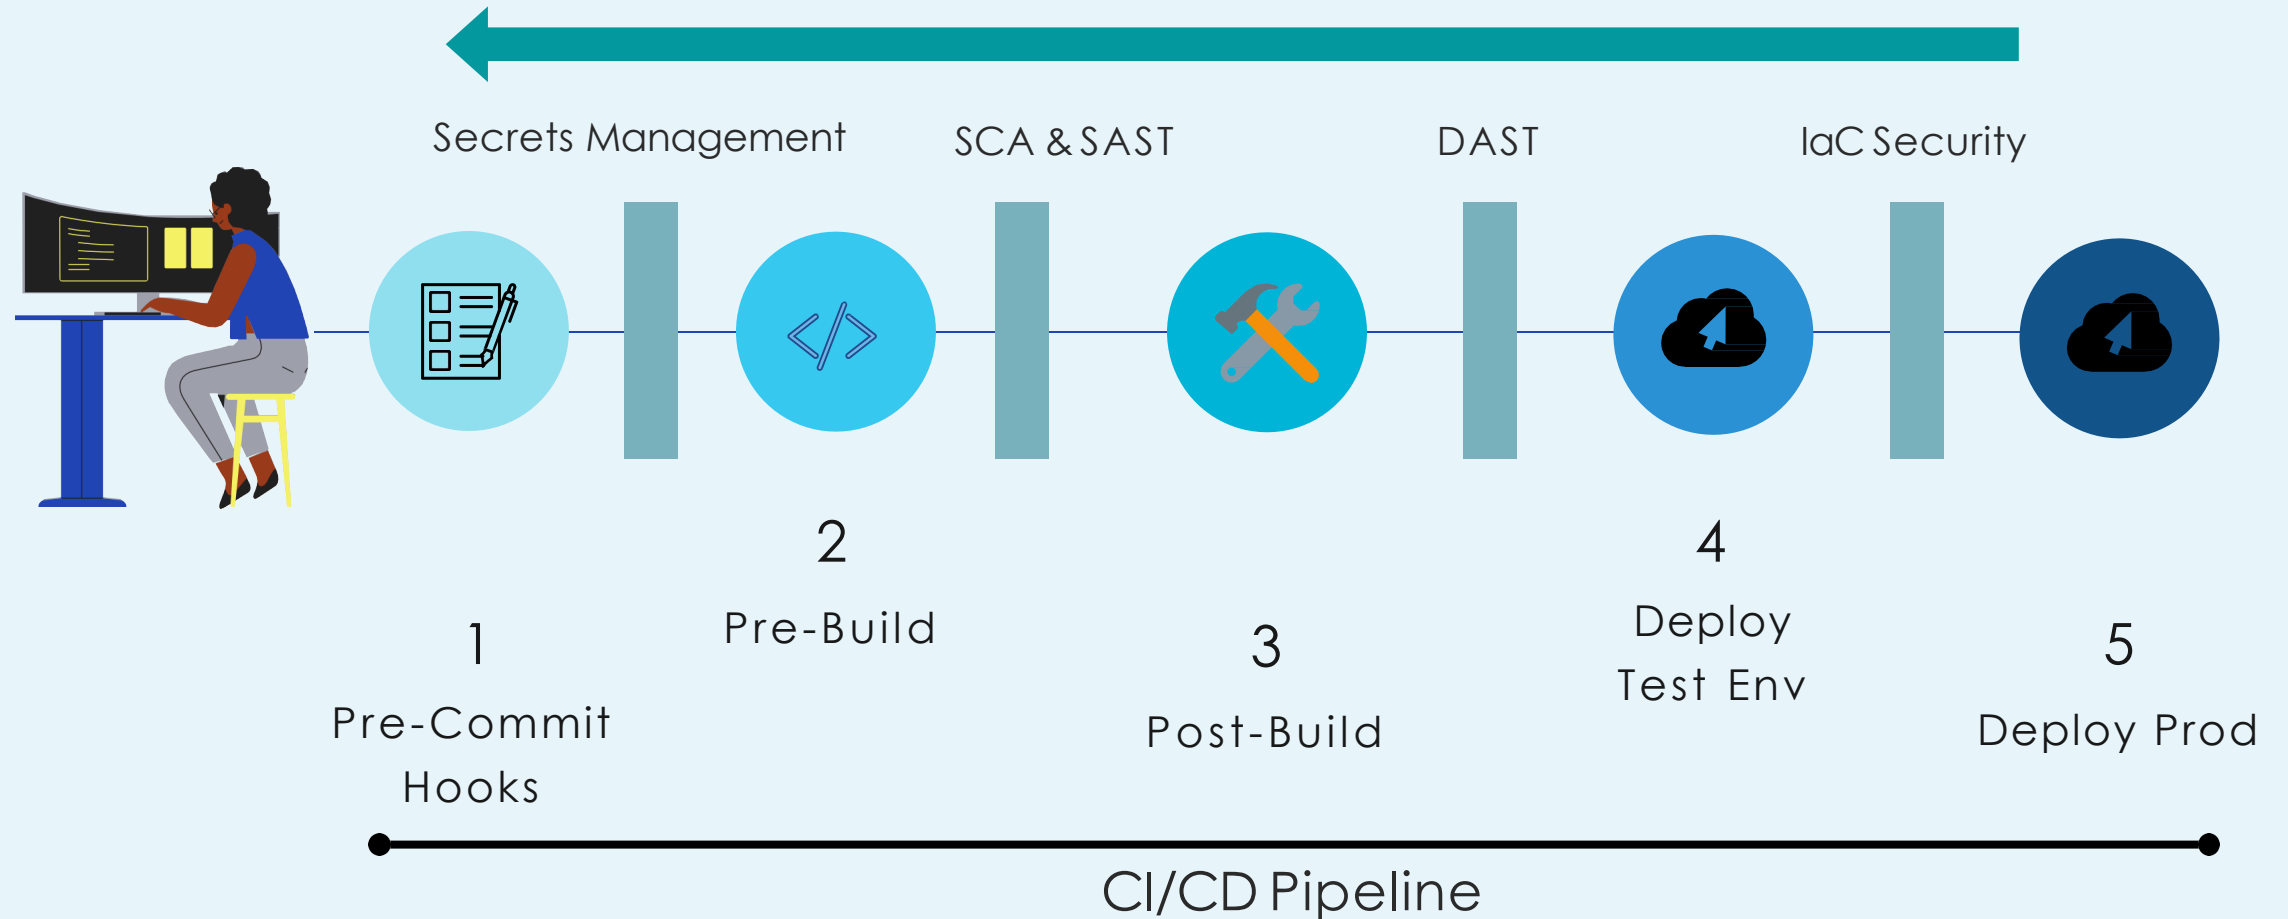 Secrets Management
SCA & SAST
DAST
IaC Security
1
Pre-Commit
Hooks
2
Pre-Build
3
Post-Build
4
Deploy
Test Env
5
Deploy Prod
CI/CD Pipeline